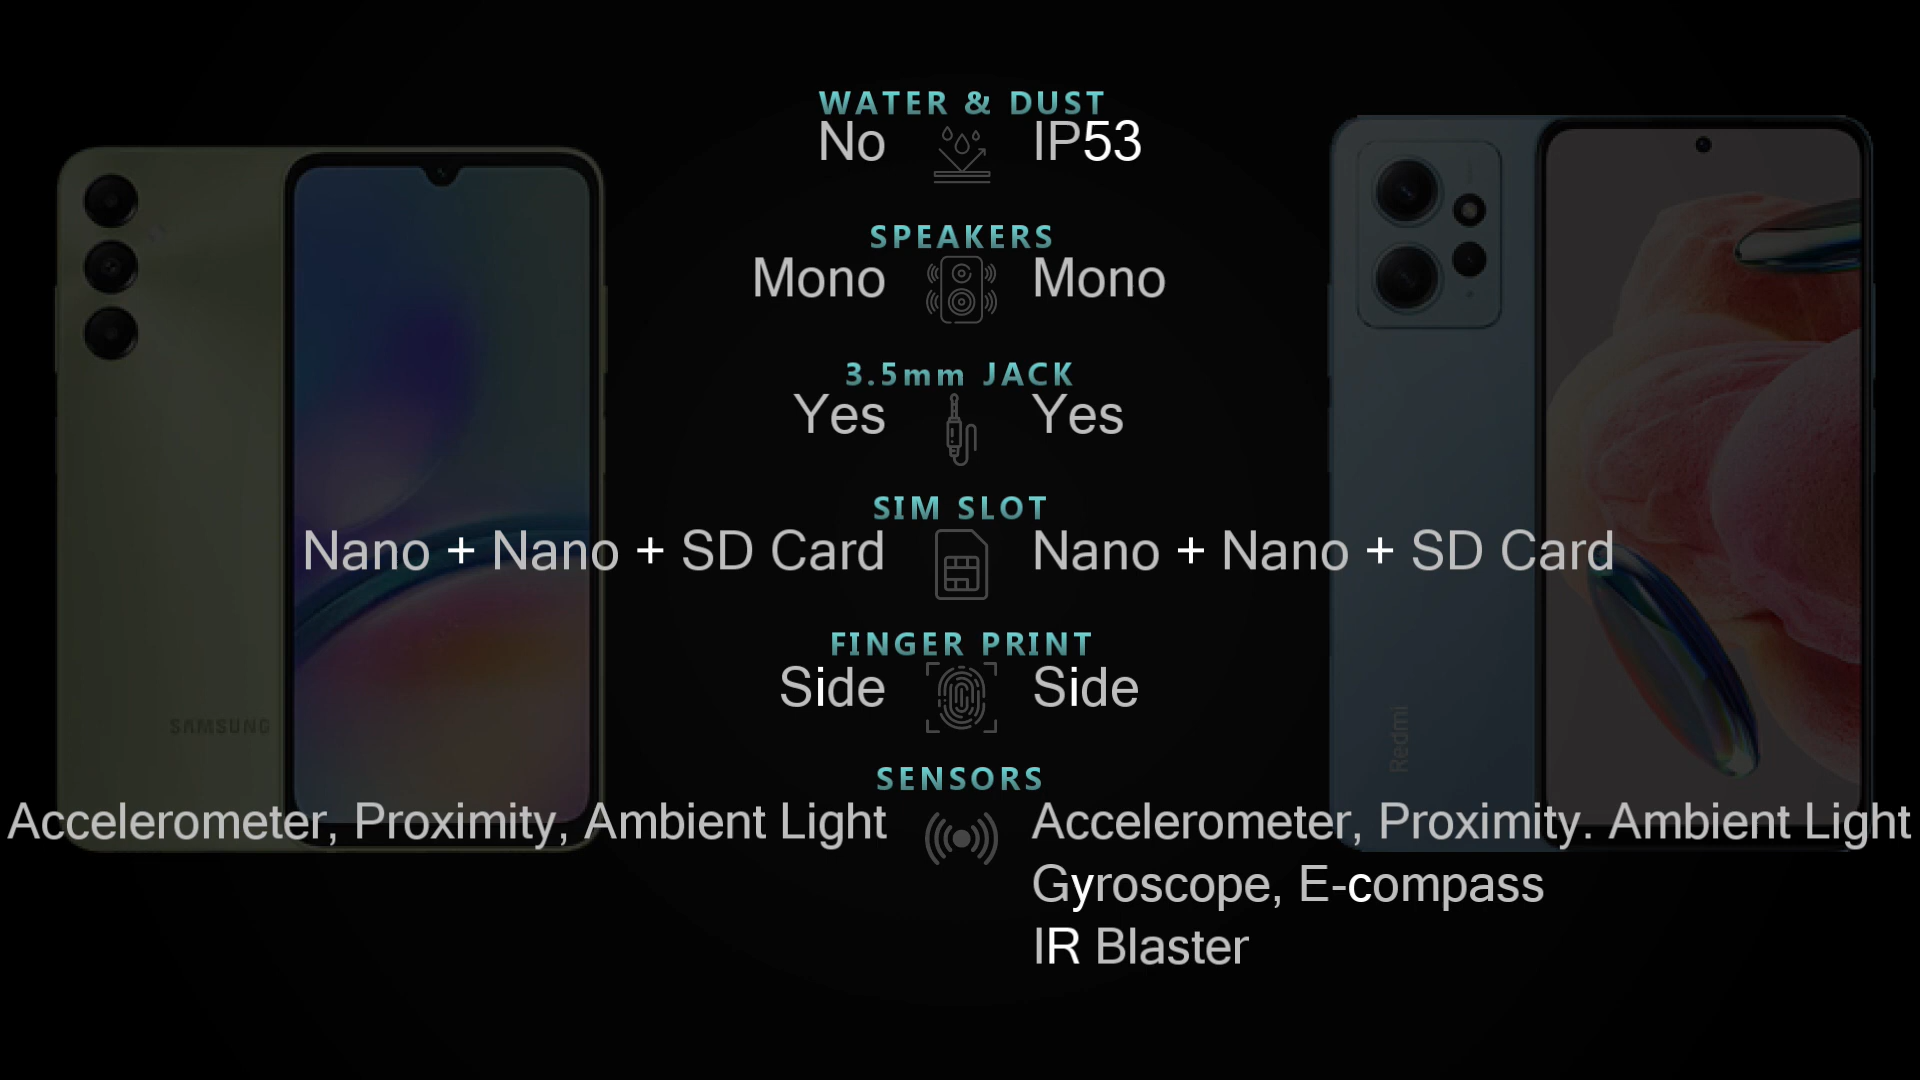 WATER & DUST
No IP53
SPEAKERS
Mono Mono
3.5mm JACK
Yes Yes
SIM SLOT
Nano + Nano + SD Card Nano + Nano + SD Card
FINGER PRINT
Side Side
SAMSUNG
Redmi
SENSORS
Accelerometer, Proximity, Ambient Light Accelerometer, Proximity. Ambient Light
Gyroscope, E-compass
IR Blaster